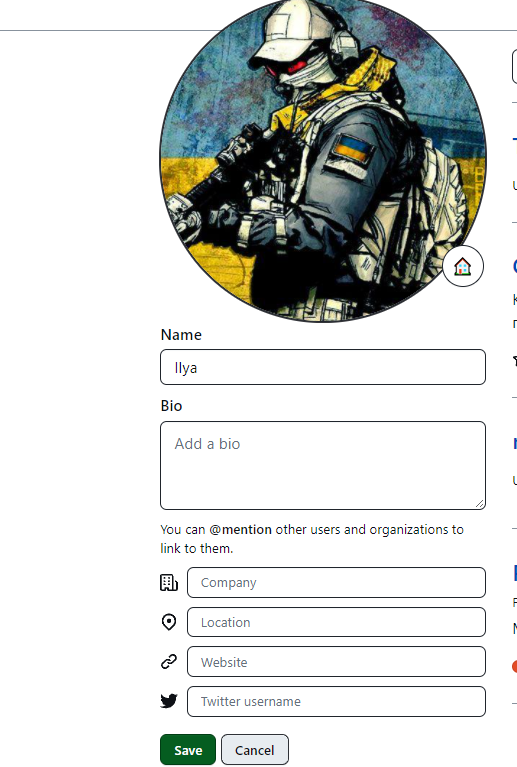 Name
Ilya
Bio
Add a bio
You can @mention other users and organizations to
link to them.
Company
Location
Website
Twitter username
Save
Cancel